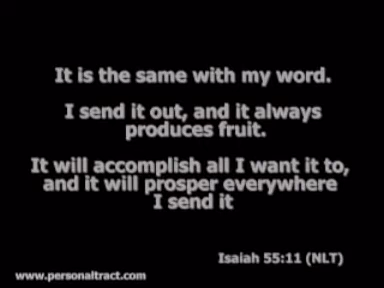 It is the same with my word.
I send it out, and it always
produces fruit.
It will accomplish all I want it to,
and it will prosper everywhere
I send it
Isaiah 55:11 (NLT)
www.personaltract.com